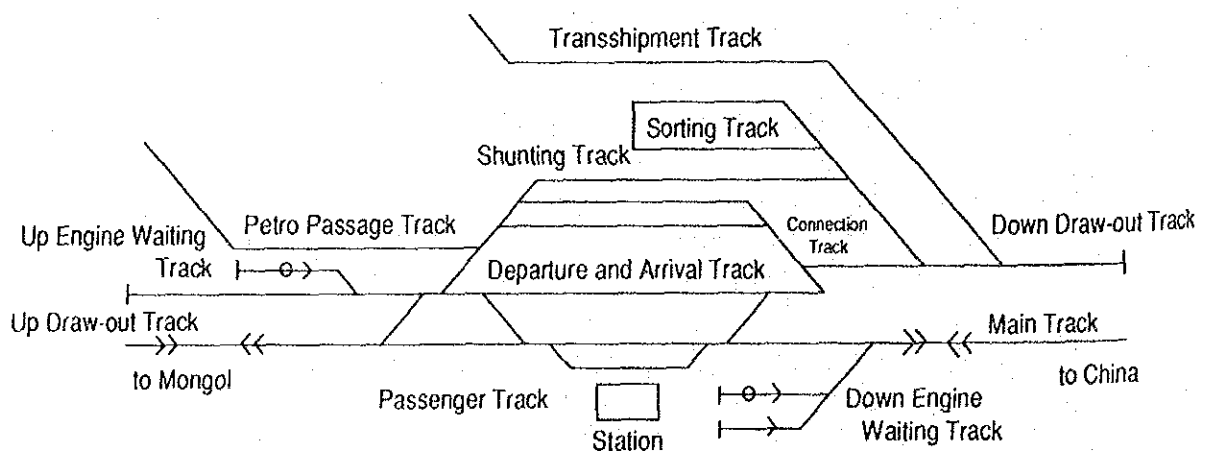 Transshipment Track
Sorting Track
Shunting Track
Petro Passage Track
Connection
Track
Down Draw-out Track
Up Engine Waiting
Track
Departure and Arrival Track
Up Draw-out Track
Main Track
to Mongol
to China
Passenger Track
Station
Down Engine
Waiting Track